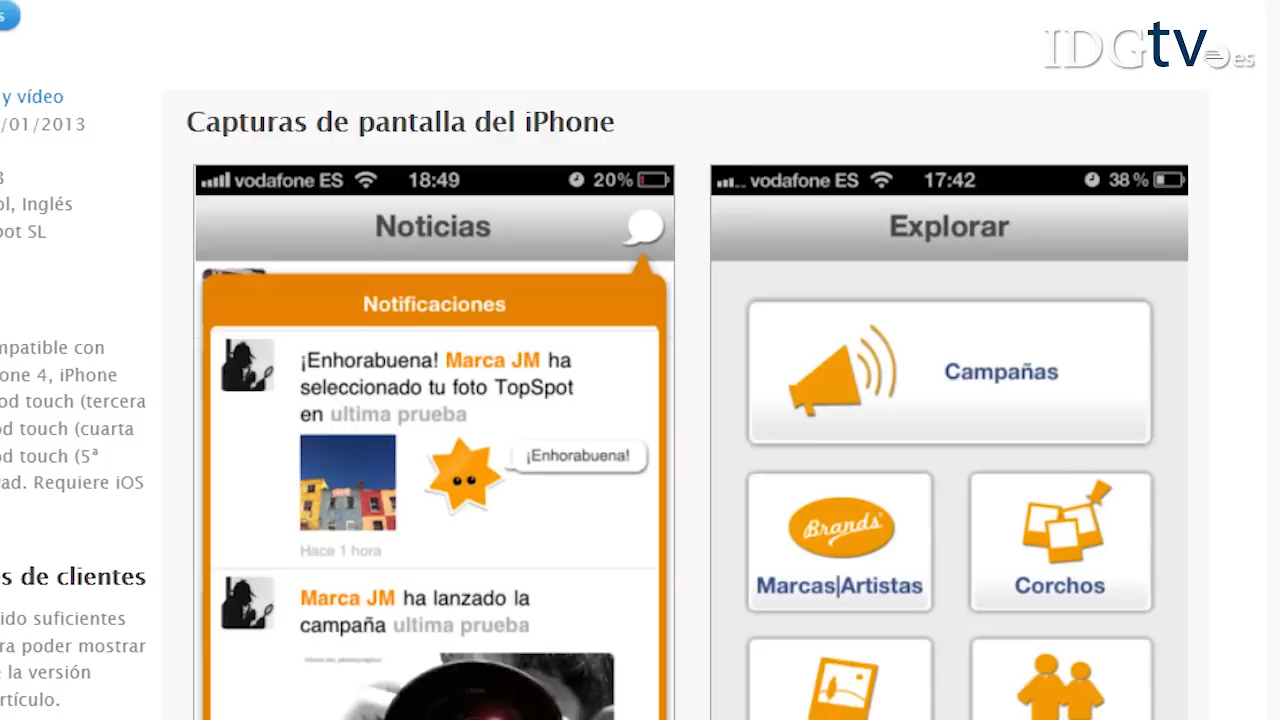 s
IDGtv.es
y vídeo
/01/2013
3
ol, Inglés
pot SL
mpatible con
one 4, iPhone
od touch (tercera
od touch (cuarta
od touch (5ª
ad. Requiere iOS
s de clientes
ido suficientes
ra poder mostrar
e la versión
rtículo.
Capturas de pantalla del iPhone
vodafone ES 18:49 20%
Noticias
Notificaciones
¡Enhorabuena! Marca JM ha
seleccionado tu foto TopSpot
en ultima prueba
¡Enhorabuena!
Hace 1 hora
Marca JM ha lanzado la
campaña ultima prueba
vodafone ES 17:42 38%
Explorar
Campañas
Brands
Marcas|Artistas
Corchos